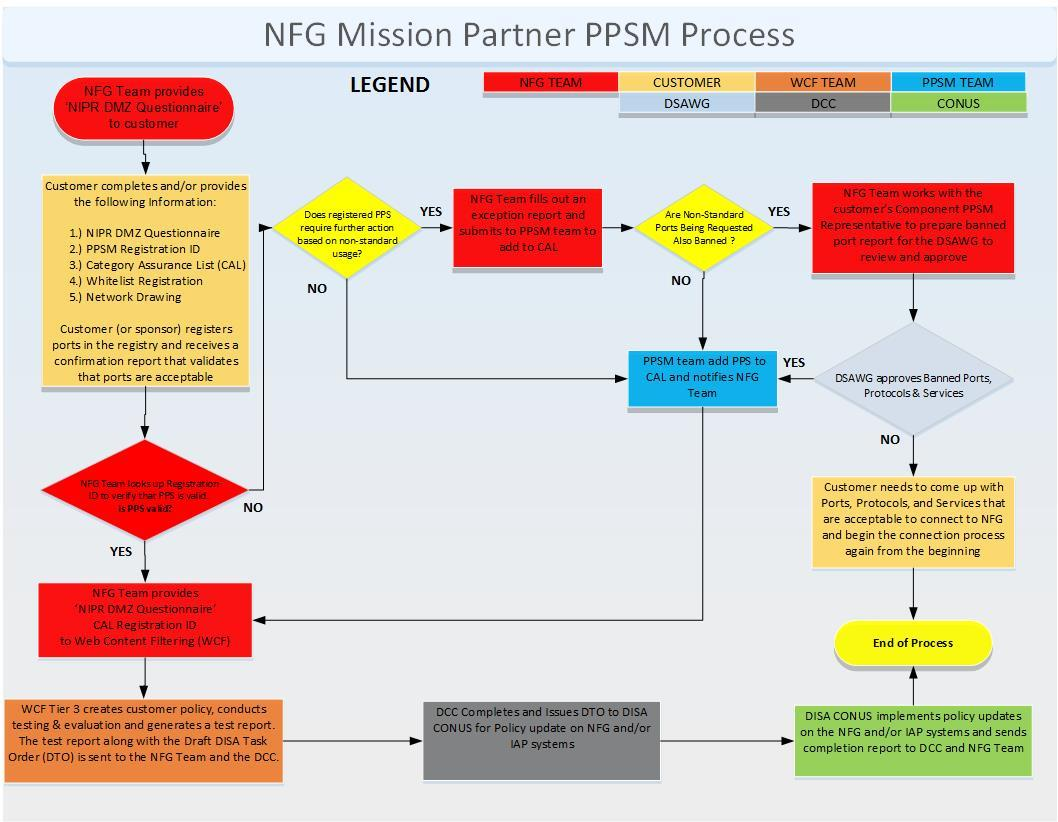 NFG Mission Partner PPSM Process
LEGEND
NFG TEAM
CUSTOMER
WCF TEAM
PPSM TEAM
DSAWG
DCC
CONUS
NFG Team provides
‘NIPR DMZ Questionnaire’
to customer
Customer completes and/or provides
the following Information:
1.) NIPR DMZ Questionnaire
2.) PPSM Registration ID
3.) Category Assurance List (CAL)
4.) Whitelist Registration
5.) Network Drawing
Customer (or sponsor) registers
ports in the registry and receives a
confirmation report that validates
that ports are acceptable
NFG Team looks up Registration
ID to verify that PPS is valid.
Is PPS valid?
NO
YES
Does registered PPS
require further action
based on non-standard
usage?
YES
NO
NFG Team fills out an
exception report and
submits to PPSM team to
add to CAL
Are Non-Standard
Ports Being Requested
Also Banned ?
YES
NO
NFG Team works with the
customer’s Component PPSM
Representative to prepare banned
port report for the DSAWG to
review and approve
PPSM team add PPS to
CAL and notifies NFG
Team
YES
DSAWG approves Banned Ports,
Protocols & Services
NO
Customer needs to come up with
Ports, Protocols, and Services that
are acceptable to connect to NFG
and begin the connection process
again from the beginning
NFG Team provides
‘NIPR DMZ Questionnaire’
CAL Registration ID
to Web Content Filtering (WCF)
End of Process
WCF Tier 3 creates customer policy, conducts
testing & evaluation and generates a test report.
The test report along with the Draft DISA Task
Order (DTO) is sent to the NFG Team and the DCC.
DCC Completes and Issues DTO to DISA
CONUS for Policy update on NFG and/or
IAP systems
DISA CONUS implements policy updates
on the NFG and/or IAP systems and sends
completion report to DCC and NFG Team